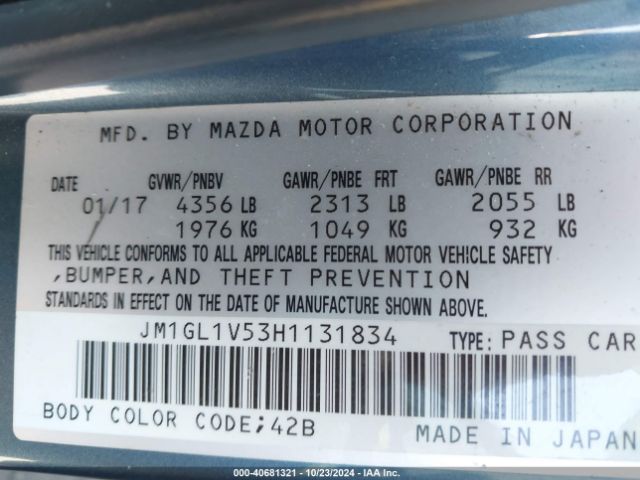 MFD. BY MAZDA MOTOR CORPORATION
DATE GVWR/PNBV GAWR/PNBE FRT GAWR/PNBE RR
01/17 4356 LB 2313 LB 2055 LB
1976 KG 1049 KG 932 KG
THIS VEHICLE CONFORMS TO ALL APPLICABLE FEDERAL MOTOR VEHICLE SAFETY
,BUMPER,AND THEFT PREVENTION
STANDARDS IN EFFECT ON THE DATE OF MANUFACTURE SHOWN ABOVE.
JM1GL1V53H1131834 TYPE: PASS CAR
BODY COLOR CODE;42B MADE IN JAPAN
000-40681321 - 10/23/2024 - IAA Inc.